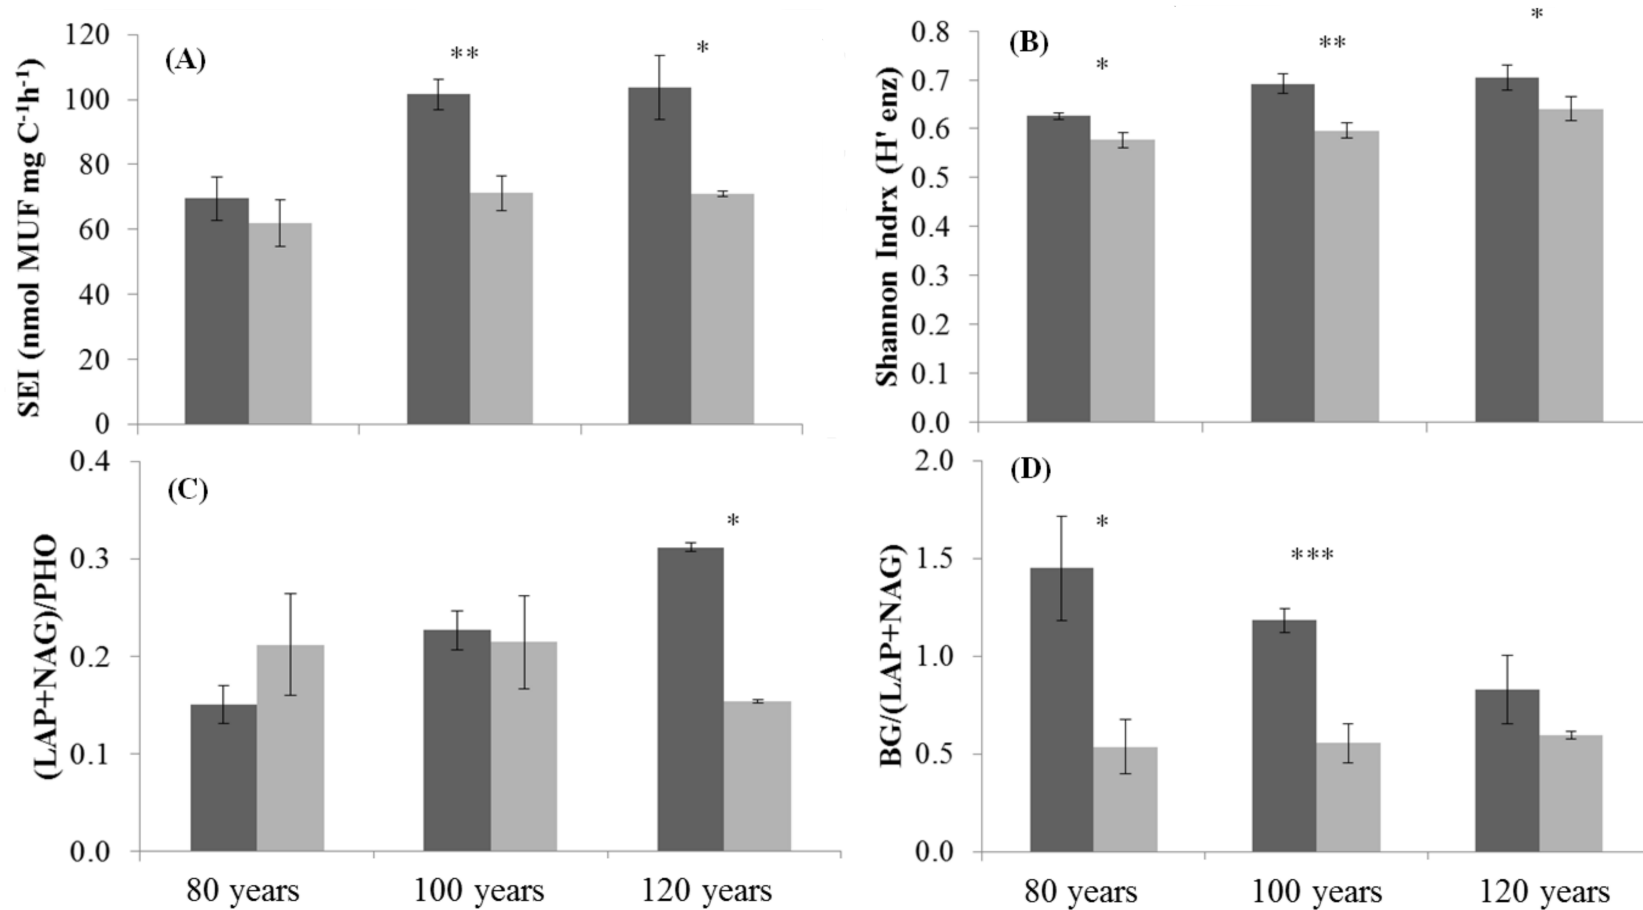 (A)
SEI (nmol MUF mg C⁻¹h⁻¹)
120
100
80
60
40
20
0
**
*
(B)
Shannon Indrx (H' enz)
0.8
0.7
0.6
0.5
0.4
0.3
0.2
0.1
0.0
*
**
*
(C)
(LAP+NAG)/PHO
0.4
0.3
0.2
0.1
0.0
*
80 years
100 years
120 years
(D)
BG/(LAP+NAG)
2.0
1.5
1.0
0.5
0.0
*
***
80 years
100 years
120 years